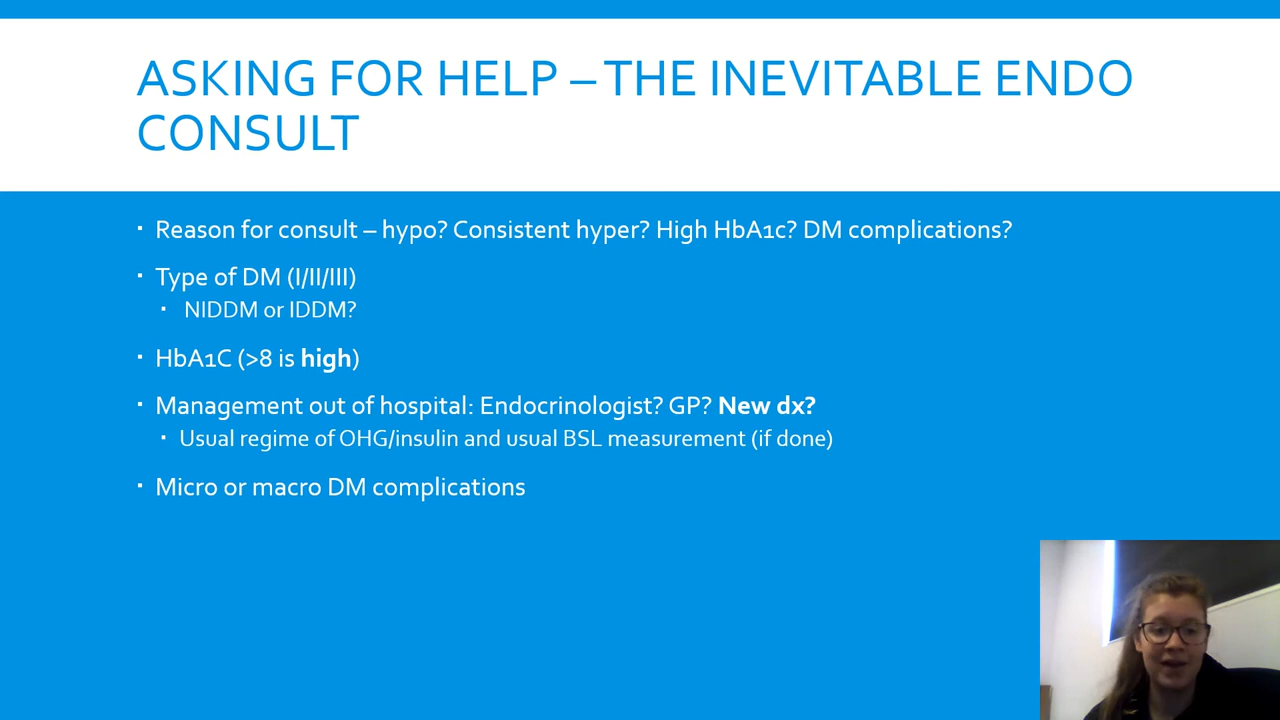 ASKING FOR HELP – THE INEVITABLE ENDO
CONSULT
▪ Reason for consult – hypo? Consistent hyper? High HbA1c? DM complications?
▪ Type of DM (I/II/III)
▪ NIDDM or IDDM?
▪ HbA1C (>8 is high)
▪ Management out of hospital: Endocrinologist? GP? New dx?
▪ Usual regime of OHG/insulin and usual BSL measurement (if done)
▪ Micro or macro DM complications